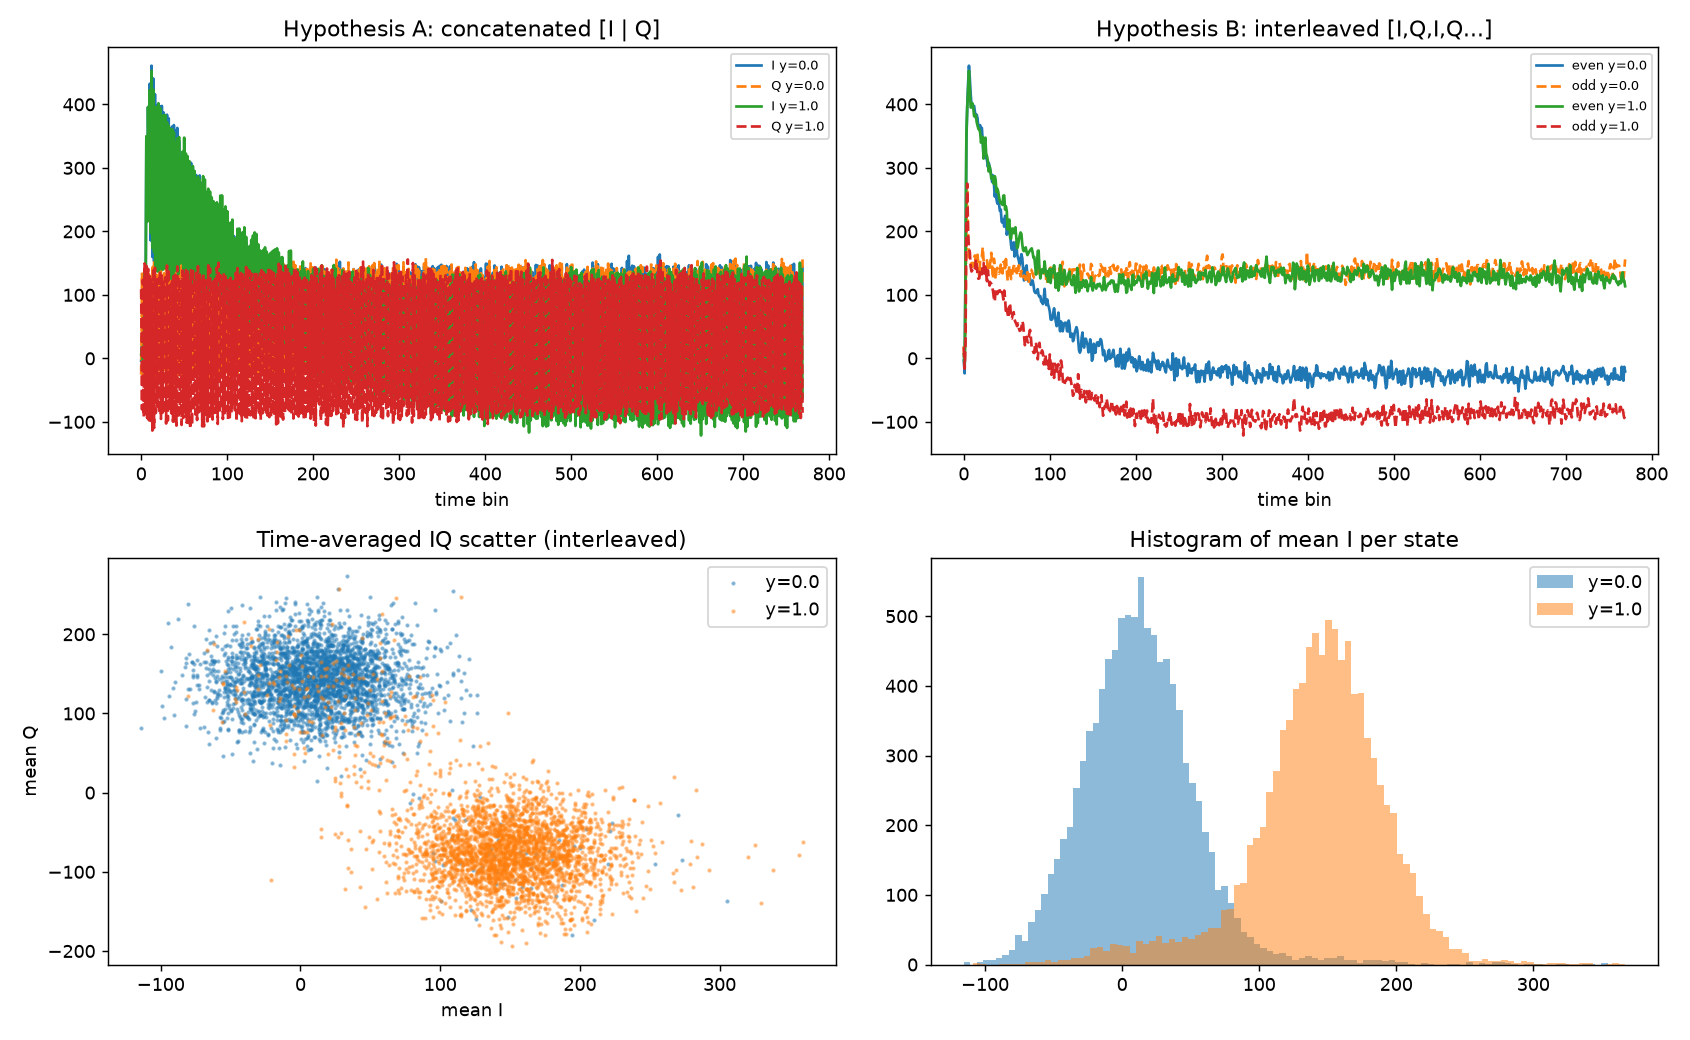 Hypothesis A: concatenated [I | Q]
I y=0.0
Q y=0.0
I y=1.0
Q y=1.0
400
300
200
100
0
−100
0 100 200 300 400 500 600 700 800
time bin
Hypothesis B: interleaved [I,Q,I,Q...]
even y=0.0
odd y=0.0
even y=1.0
odd y=1.0
400
300
200
100
0
−100
0 100 200 300 400 500 600 700 800
time bin
Time-averaged IQ scatter (interleaved)
y=0.0
y=1.0
mean Q
200
100
0
−100
−200
−100 0 100 200 300
mean I
Histogram of mean I per state
y=0.0
y=1.0
500
400
300
200
100
0
−100 0 100 200 300